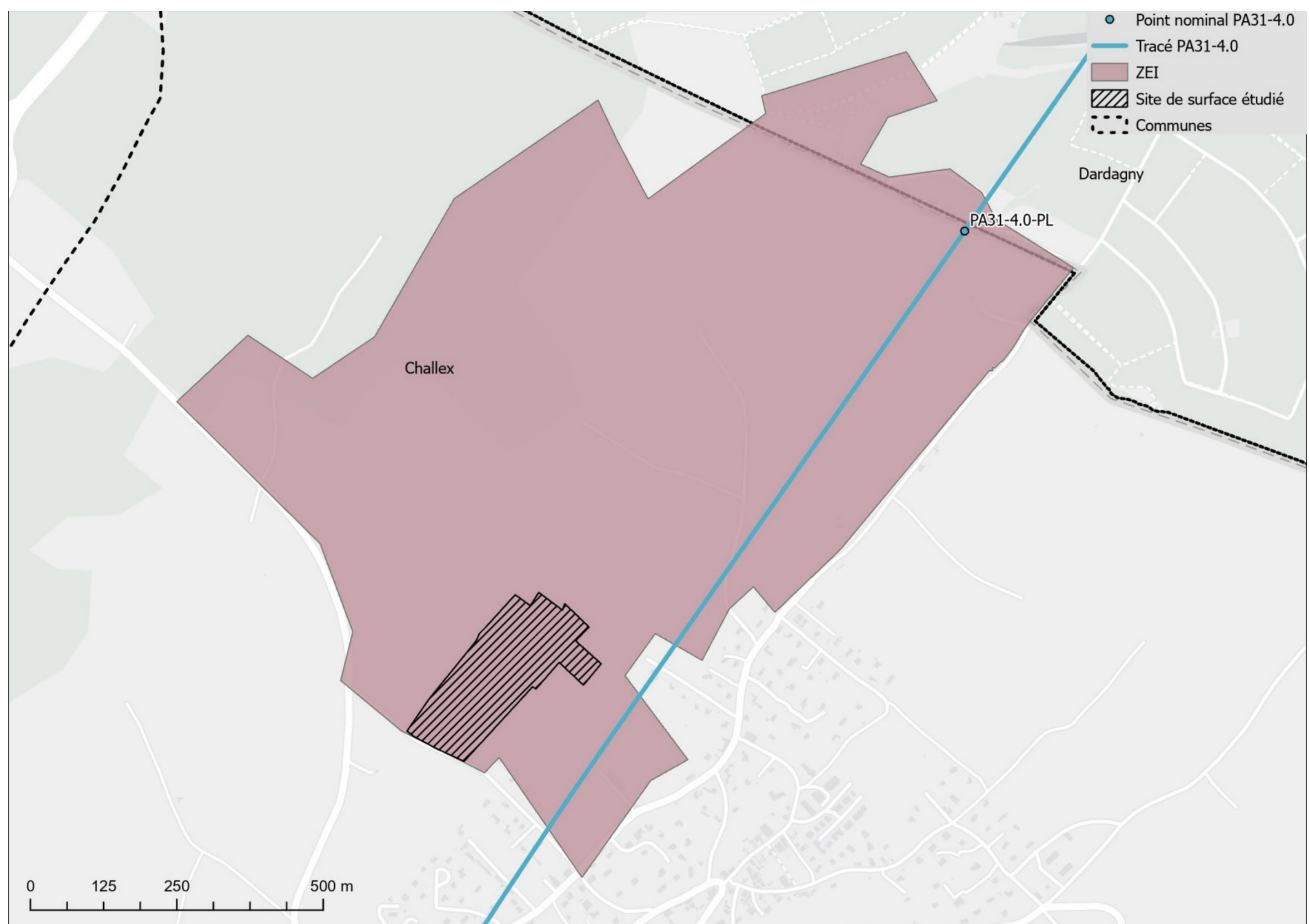 Point nominal PA31-4.0
Tracé PA31-4.0
ZEI
Site de surface étudié
Communes
Dardagny
PA31-4.0-PL
Challex
0 125 250 500 m